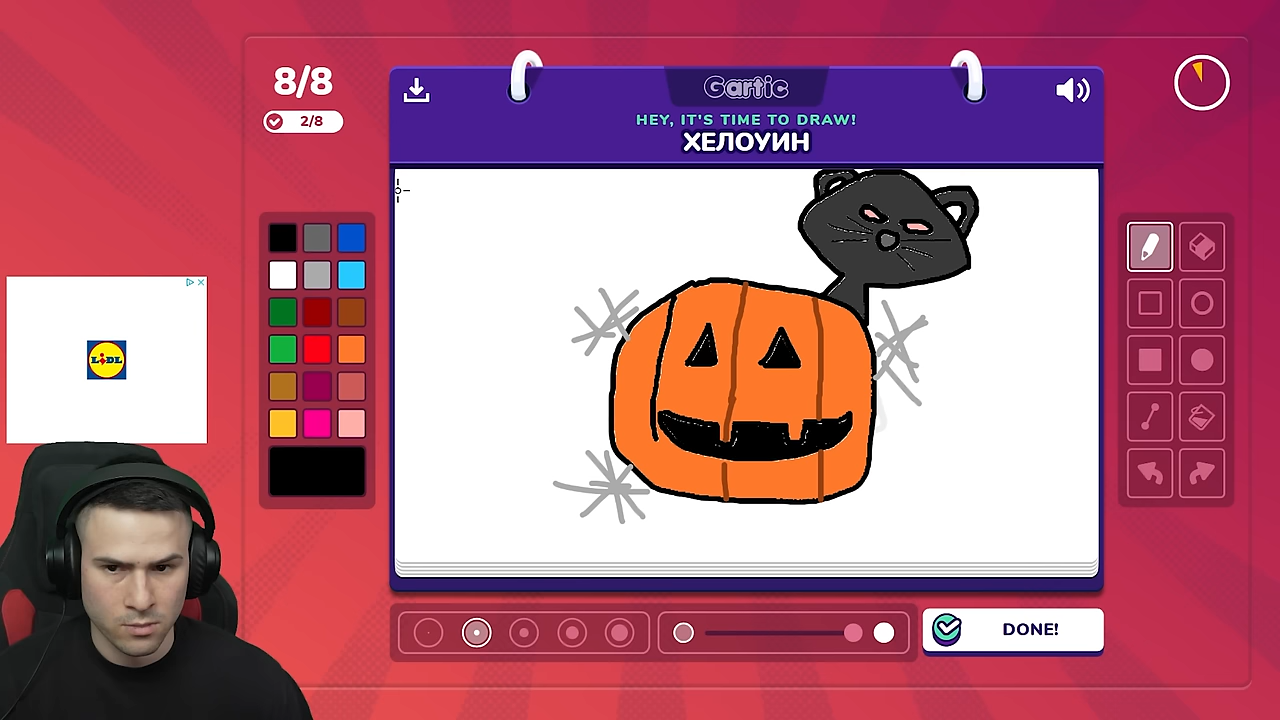 8/8
2/8
Gartic
HEY, IT'S TIME TO DRAW!
ХЕЛОУИН
LiDL
DONE!